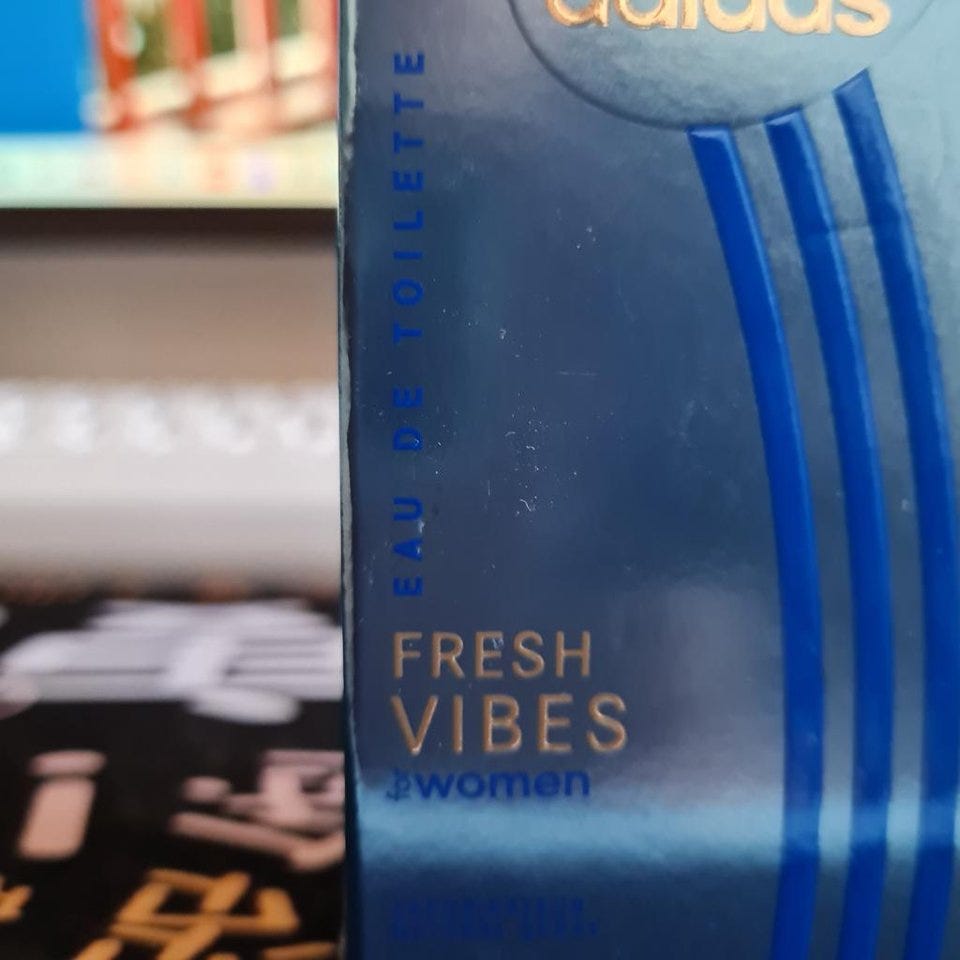 adidas
EAU DE TOILETTE
FRESH
VIBES
for women